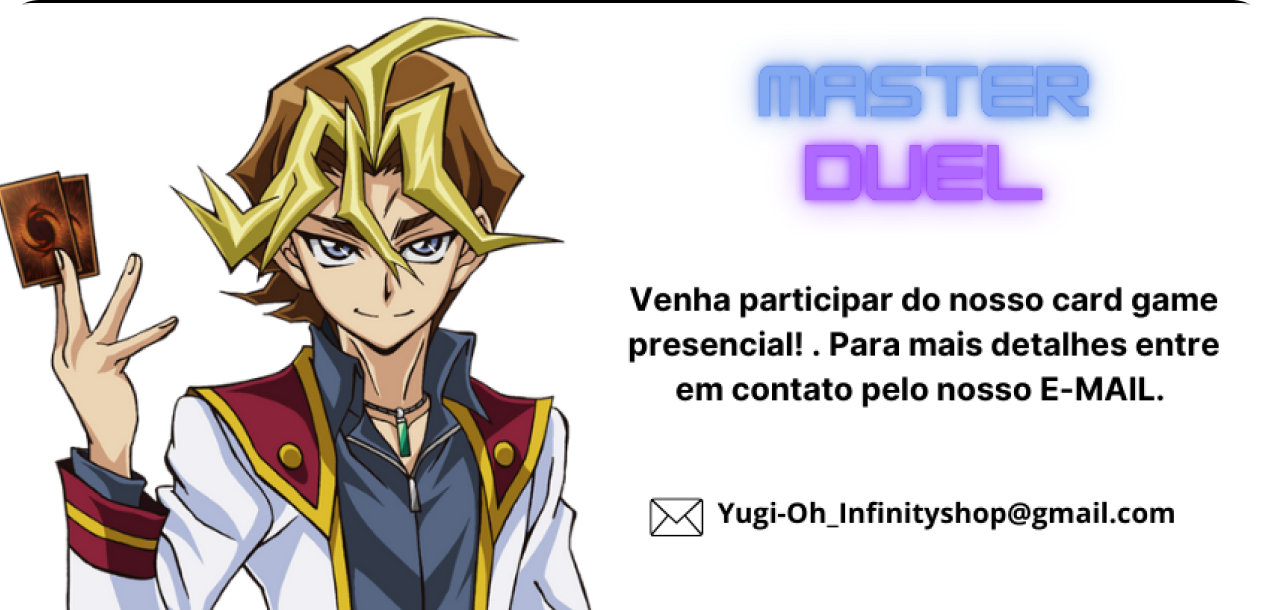 MASTER
DUEL
Venha participar do nosso card game
presencial! . Para mais detalhes entre
em contato pelo nosso E-MAIL.
Yugi-Oh_Infinityshop@gmail.com